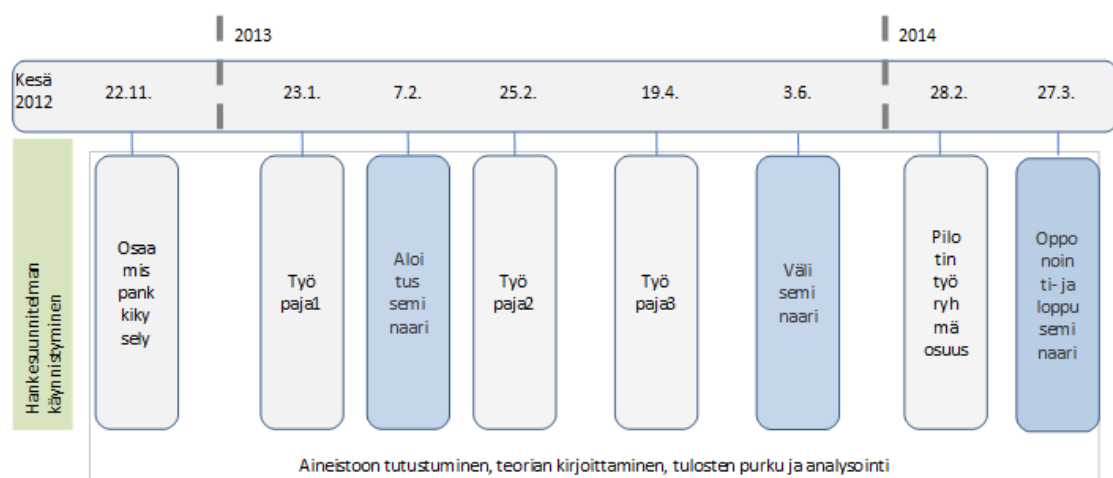 2013
2014
Kesä
2012
22.11.
23.1.
7.2.
25.2.
19.4.
3.6.
28.2.
27.3.
Hankesuunnitelman
käynnistyminen
Osaa
mis
pank
kiky
sely
Työ
paja1
Aloi
tus
semi
naari
Työ
paja2
Työ
paja3
Väli
semi
naari
Pilo
tin
työ
ryh
mä
osuus
Oppo
noin
ti- ja
loppu
semi
naari
Aineistoon tutustuminen, teorian kirjoittaminen, tulosten purku ja analysointi